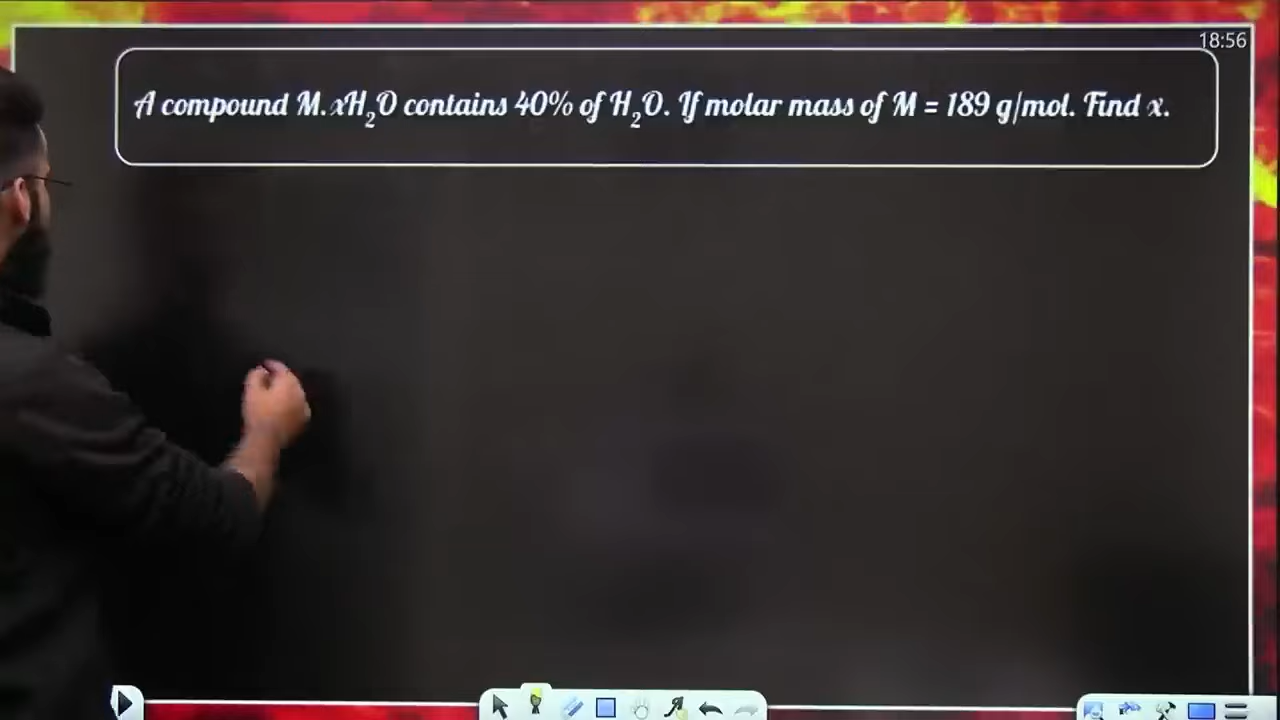 18:56
A compound M.xH₂O contains 40% of H₂O. If molar mass of M = 189 g/mol. Find x.